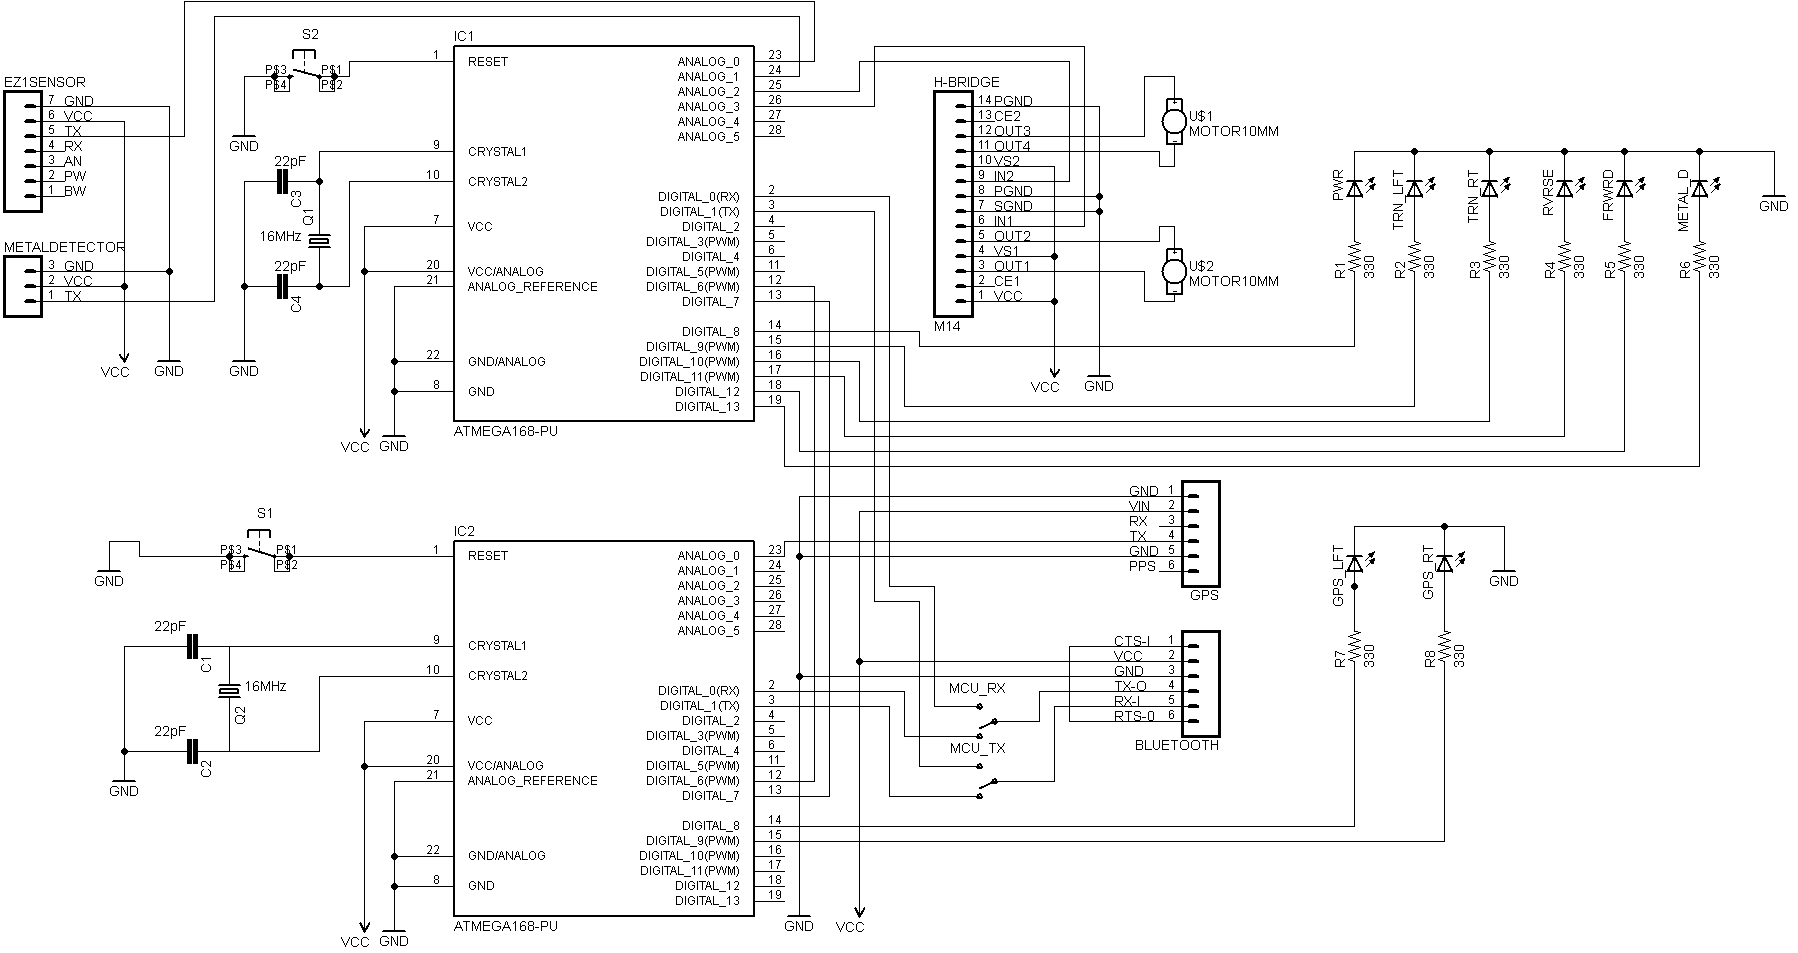 S2
P$3
P$4
P$1
P$2
GND
EZ1SENSOR
7 GND
6 VCC
5 TX
4 RX
3 AN
2 PW
1 BW
METALDETECTOR
3 GND
2 VCC
1 TX
VCC
GND
22pF
C3
Q1
16MHz
22pF
C4
GND
IC1
1 RESET
9 CRYSTAL1
10 CRYSTAL2
7 VCC
20 VCC/ANALOG
21 ANALOG_REFERENCE
22 GND/ANALOG
8 GND
VCC
GND
ANALOG_0 23
ANALOG_1 24
ANALOG_2 25
ANALOG_3 26
ANALOG_4 27
ANALOG_5 28
DIGITAL_0(RX) 2
DIGITAL_1(TX) 3
DIGITAL_2 4
DIGITAL_3(PWM) 5
DIGITAL_4 6
DIGITAL_5(PWM) 11
DIGITAL_6(PWM) 12
DIGITAL_7 13
DIGITAL_8 14
DIGITAL_9(PWM) 15
DIGITAL_10(PWM) 16
DIGITAL_11(PWM) 17
DIGITAL_12 18
DIGITAL_13 19
ATMEGA168-PU
H-BRIDGE
14 PGND
13 CE2
12 OUT3
11 OUT4
10 VS2
9 IN2
8 PGND
7 SGND
6 IN1
5 OUT2
4 VS1
3 OUT1
2 CE1
1 VCC
M14
VCC
GND
U$1
MOTOR10MM
U$2
MOTOR10MM
PWR
TRN_LFT
TRN_RT
RVRSE
FRWRD
METAL_D
GND
R1
330
R2
330
R3
330
R4
330
R5
330
R6
330
S1
P$3
P$4
P$1
P$2
GND
22pF
C1
16MHz
Q2
22pF
C2
GND
IC2
1 RESET
9 CRYSTAL1
10 CRYSTAL2
7 VCC
20 VCC/ANALOG
21 ANALOG_REFERENCE
22 GND/ANALOG
8 GND
VCC
GND
ANALOG_0 23
ANALOG_1 24
ANALOG_2 25
ANALOG_3 26
ANALOG_4 27
ANALOG_5 28
DIGITAL_0(RX) 2
DIGITAL_1(TX) 3
DIGITAL_2 4
DIGITAL_3(PWM) 5
DIGITAL_4 6
DIGITAL_5(PWM) 11
DIGITAL_6(PWM) 12
DIGITAL_7 13
DIGITAL_8 14
DIGITAL_9(PWM) 15
DIGITAL_10(PWM) 16
DIGITAL_11(PWM) 17
DIGITAL_12 18
DIGITAL_13 19
ATMEGA168-PU
GND
VCC
GND 1
VIN 2
RX 3
TX 4
GND 5
PPS 6
GPS
CTS-I 1
VCC 2
GND 3
TX-O 4
RX-I 5
RTS-0 6
BLUETOOTH
MCU_RX
MCU_TX
GPS_LFT
GPS_RT
GND
R7
330
R8
330